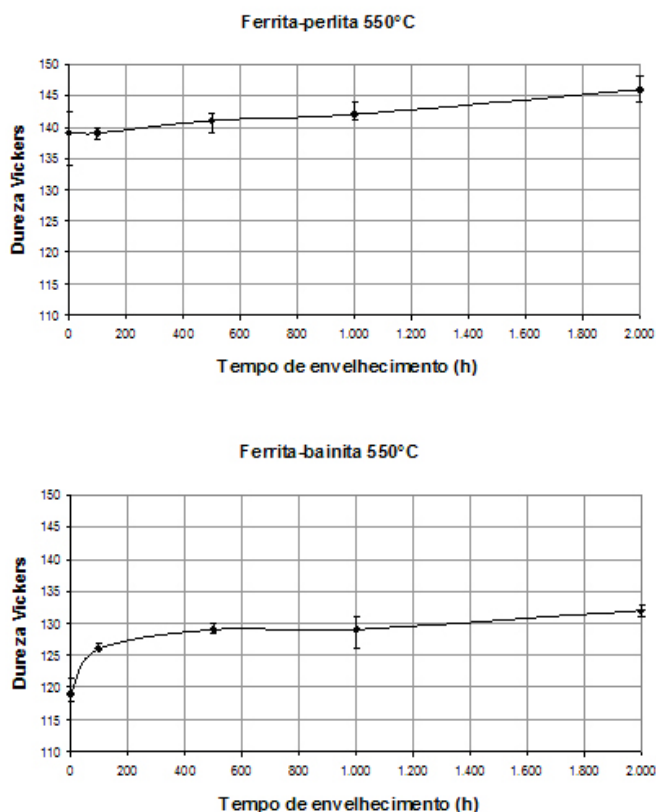 Ferrita-perlita 550°C
150
145
140
135
130
125
120
115
110
Dureza Vickers
0 200 400 600 800 1.000 1.200 1.400 1.600 1.800 2.000
Tempo de envelhecimento (h)
Ferrita-bainita 550°C
150
145
140
135
130
125
120
115
110
Dureza Vickers
0 200 400 600 800 1.000 1.200 1.400 1.600 1.800 2.000
Tempo de envelhecimento (h)